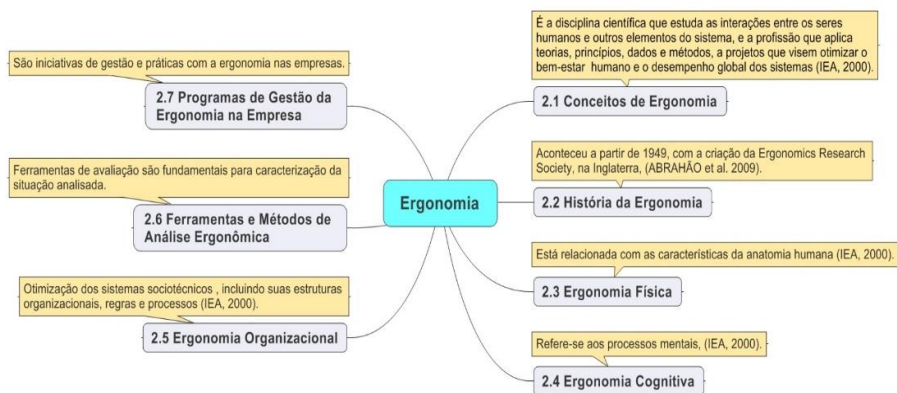 É a disciplina científica que estuda as interações entre os seres
humanos e outros elementos do sistema, e a profissão que aplica
teorias, princípios, dados e métodos, a projetos que visem otimizar o
bem-estar humano e o desempenho global dos sistemas (IEA, 2000).
2.1 Conceitos de Ergonomia
Aconteceu a partir de 1949, com a criação da Ergonomics Research
Society, na Inglaterra, (ABRAHÃO et al. 2009).
2.2 História da Ergonomia
Está relacionada com as características da anatomia humana (IEA, 2000).
2.3 Ergonomia Física
Refere-se aos processos mentais, (IEA, 2000).
2.4 Ergonomia Cognitiva
Ergonomia
São iniciativas de gestão e práticas com a ergonomia nas empresas.
2.7 Programas de Gestão da
Ergonomia na Empresa
Ferramentas de avaliação são fundamentais para caracterização da
situação analisada.
2.6 Ferramentas e Métodos de
Análise Ergonômica
Otimização dos sistemas sociotécnicos , incluindo suas estruturas
organizacionais, regras e processos (IEA, 2000).
2.5 Ergonomia Organizacional